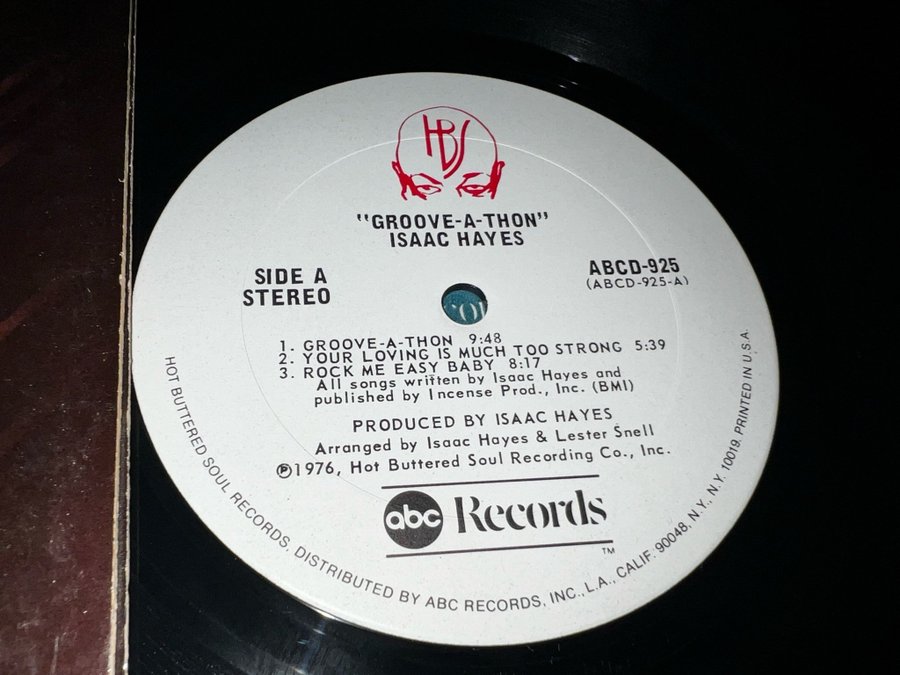 HBS
"GROOVE-A-THON"
ISAAC HAYES
SIDE A
STEREO
ABCD-925
(ABCD-925-A)
1. GROOVE-A-THON 9:48
2. YOUR LOVING IS MUCH TOO STRONG 5:39
3. ROCK ME EASY BABY 8:17
All songs written by Isaac Hayes and
published by Incense Prod., Inc. (BMI)
PRODUCED BY ISAAC HAYES
Arranged by Isaac Hayes & Lester Snell
℗1976, Hot Buttered Soul Recording Co., Inc.
abc Records
™
HOT BUTTERED SOUL RECORDS, DISTRIBUTED BY ABC RECORDS, INC., L.A., CALIF. 90048, N.Y., N.Y. 10019. PRINTED IN U.S.A.